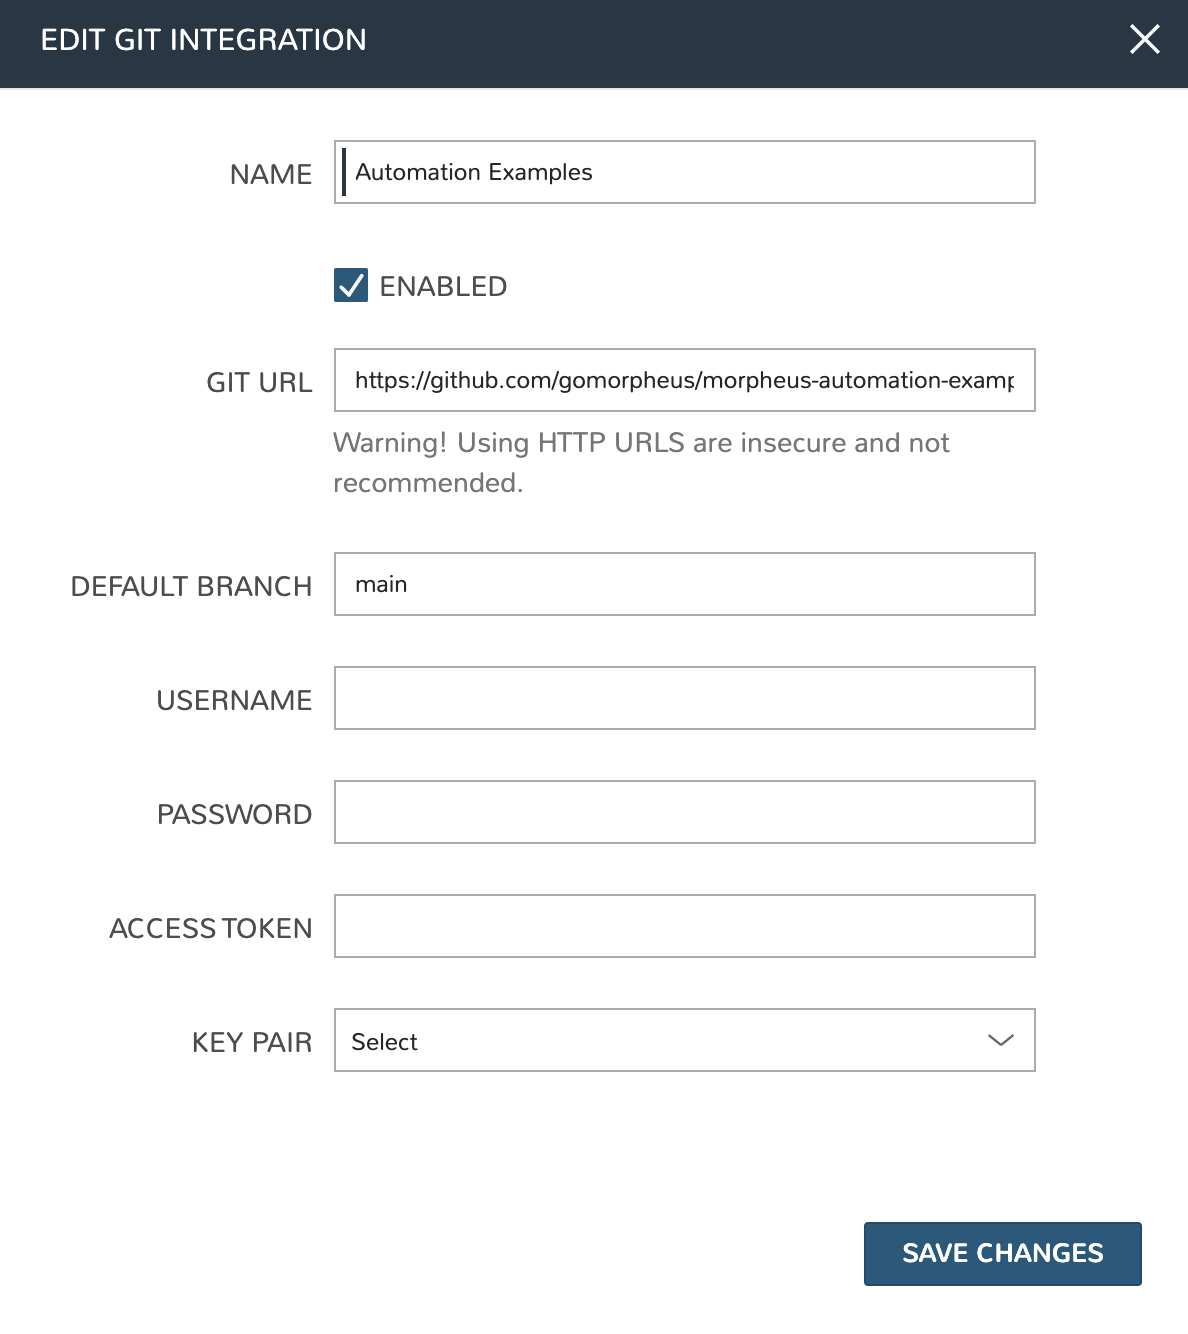 EDIT GIT INTEGRATION
NAME
Automation Examples
ENABLED
GIT URL
https://github.com/gomorpheus/morpheus-automation-examp
Warning! Using HTTP URLS are insecure and not
recommended.
DEFAULT BRANCH
main
USERNAME
PASSWORD
ACCESS TOKEN
KEY PAIR
Select
SAVE CHANGES